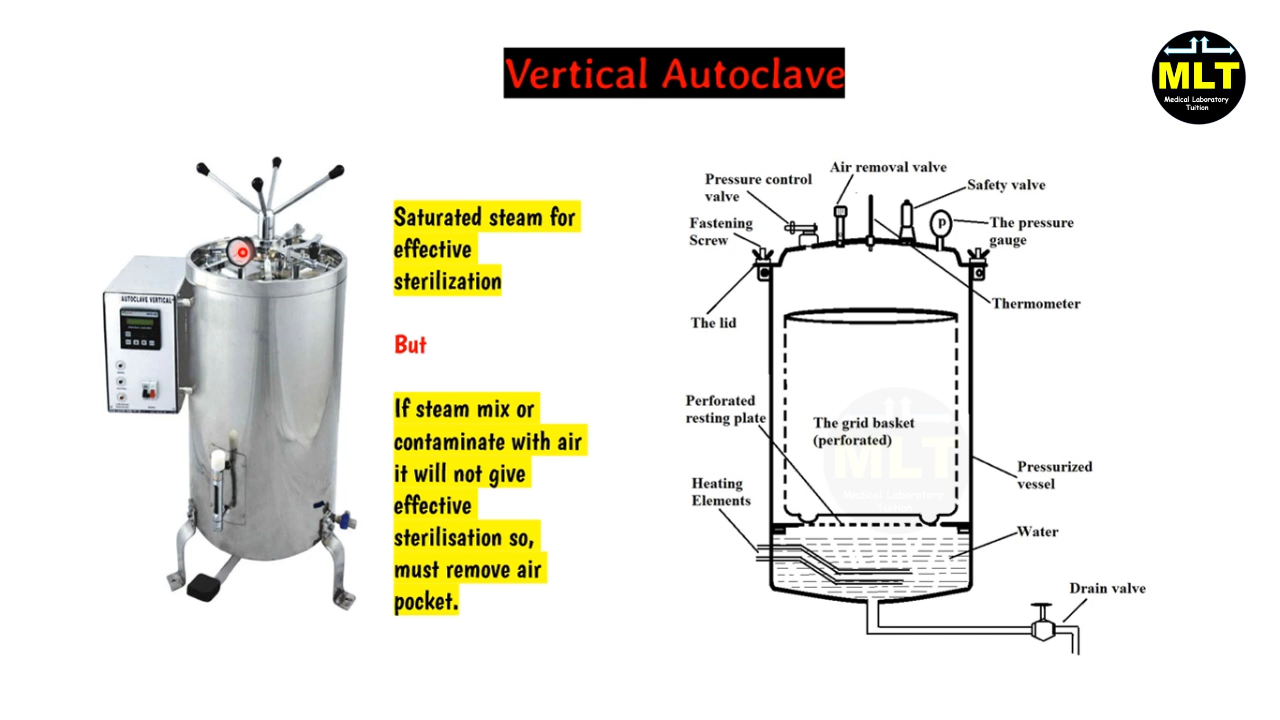 Vertical Autoclave
MLT
Medical Laboratory
Tuition
AUTOCLAVE VERTICAL
Saturated steam for
effective
sterilization
But
If steam mix or
contaminate with air
it will not give
effective
sterilisation so,
must remove air
pocket.
Air removal valve
Pressure control
valve
Safety valve
Fastening
Screw
P
The pressure
gauge
Thermometer
The lid
Perforated
resting plate
The grid basket
(perforated)
MLT
Medical Laboratory
Heating
Elements
Pressurized
vessel
Water
Drain valve